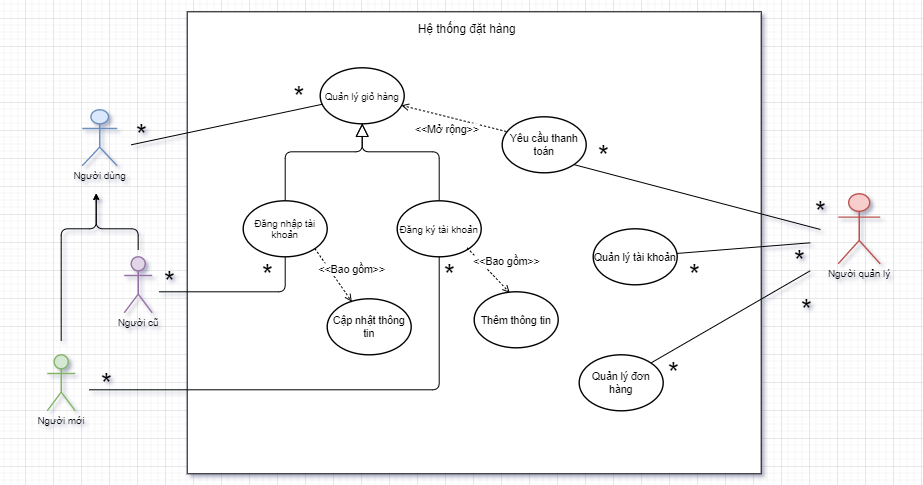 Hệ thống đặt hàng
Quản lý giỏ hàng
*
*
<<Mở rộng>>
Yêu cầu thanh
toán
*
Người dùng
Đăng nhập tài
khoản
Đăng ký tài khoản
*
Người quản lý
<<Bao gồm>>
<<Bao gồm>>
Quản lý tài khoản
*
*
*
*
*
Người cũ
Cập nhật thông
tin
Thêm thông tin
*
Quản lý đơn
hàng
*
*
Người mới